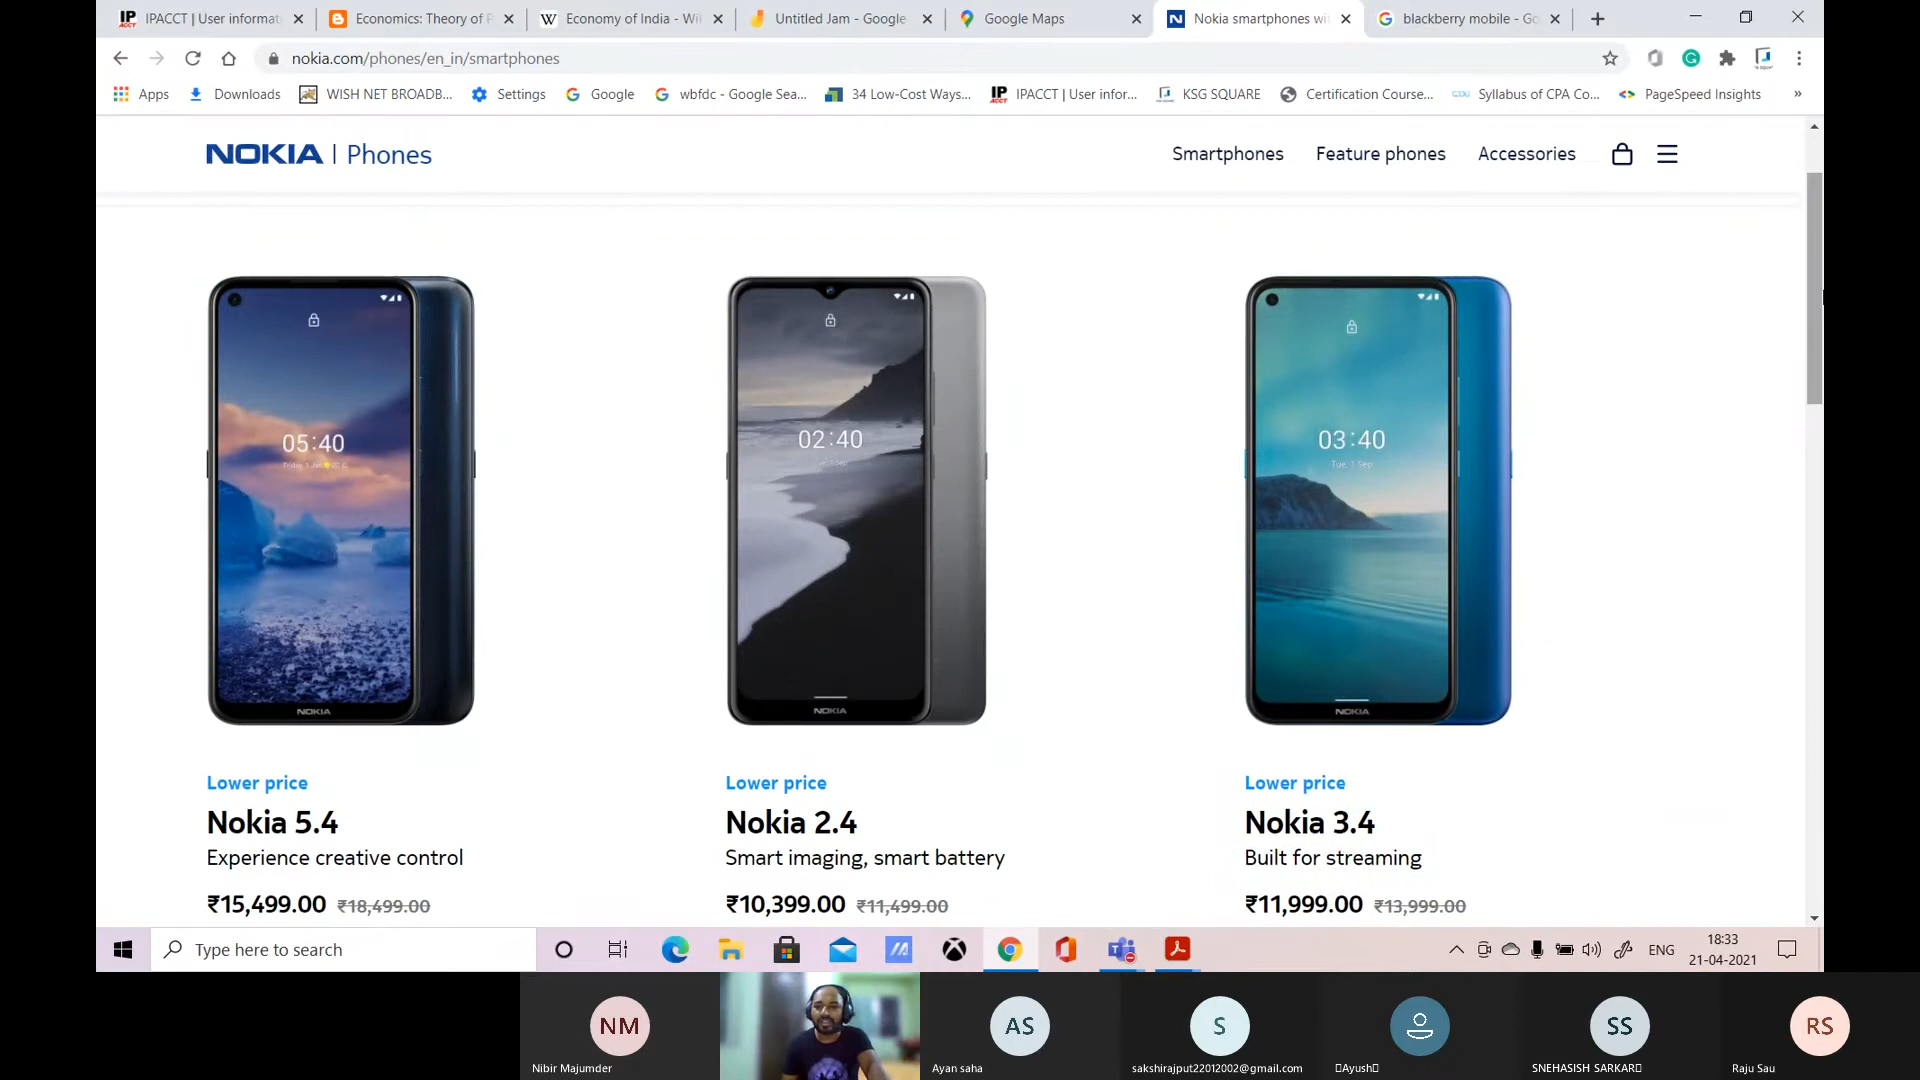 IPACCT | User informat
Economics: Theory of P
Economy of India - Wi
Untitled Jam - Google
Google Maps
Nokia smartphones wi
blackberry mobile - Go
nokia.com/phones/en_in/smartphones
Apps
Downloads
WISH NET BROADB...
Settings
Google
wbfdc - Google Sea...
34 Low-Cost Ways...
IPACCT | User infor...
KSG SQUARE
Certification Course...
Syllabus of CPA Co...
PageSpeed Insights
NOKIA | Phones
Smartphones
Feature phones
Accessories
05:40
NOKIA
02:40
NOKIA
03:40
Tue, 1 Sep
NOKIA
Lower price
Nokia 5.4
Experience creative control
₹15,499.00 ₹18,499.00
Lower price
Nokia 2.4
Smart imaging, smart battery
₹10,399.00 ₹11,499.00
Lower price
Nokia 3.4
Built for streaming
₹11,999.00 ₹13,999.00
Type here to search
ENG
18:33
21-04-2021
NM
Nibir Majumder
AS
Ayan saha
S
sakshirajput22012002@gmail.com
Ayush
SS
SNEHASISH SARKAR
RS
Raju Sau